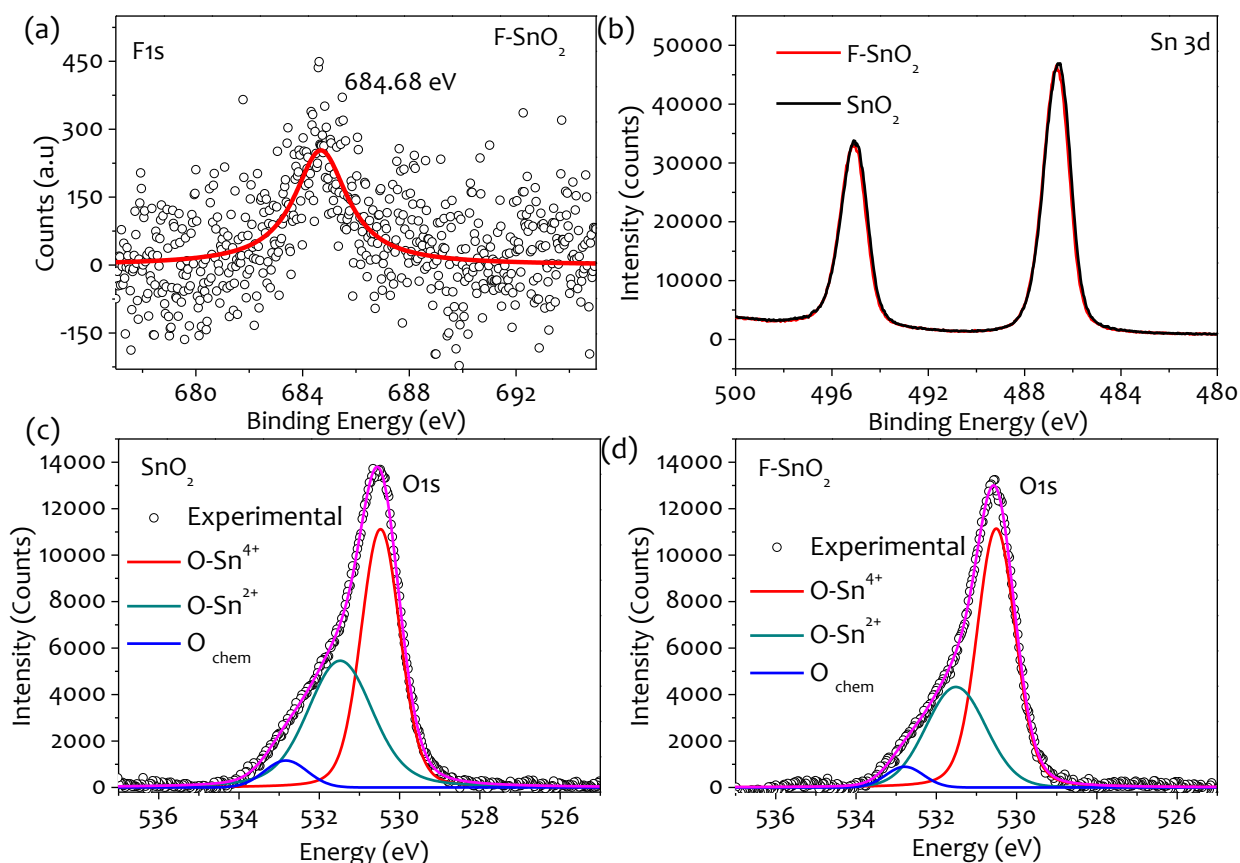 (a)
F1s
F-SnO₂
684.68 eV
450
300
150
0
-150
Counts (a.u)
680
684
688
692
Binding Energy (eV)
(b)
Sn 3d
F-SnO₂
SnO₂
50000
40000
30000
20000
10000
0
Intensity (counts)
500
496
492
488
484
480
Binding Energy (eV)
(c)
SnO₂
O1s
Experimental
O-Sn⁴⁺
O-Sn²⁺
O chem
14000
12000
10000
8000
6000
4000
2000
0
Intensity (Counts)
536
534
532
530
528
526
Energy (eV)
(d)
F-SnO₂
O1s
Experimental
O-Sn⁴⁺
O-Sn²⁺
O chem
14000
12000
10000
8000
6000
4000
2000
0
Intensity (Counts)
536
534
532
530
528
526
Energy (eV)